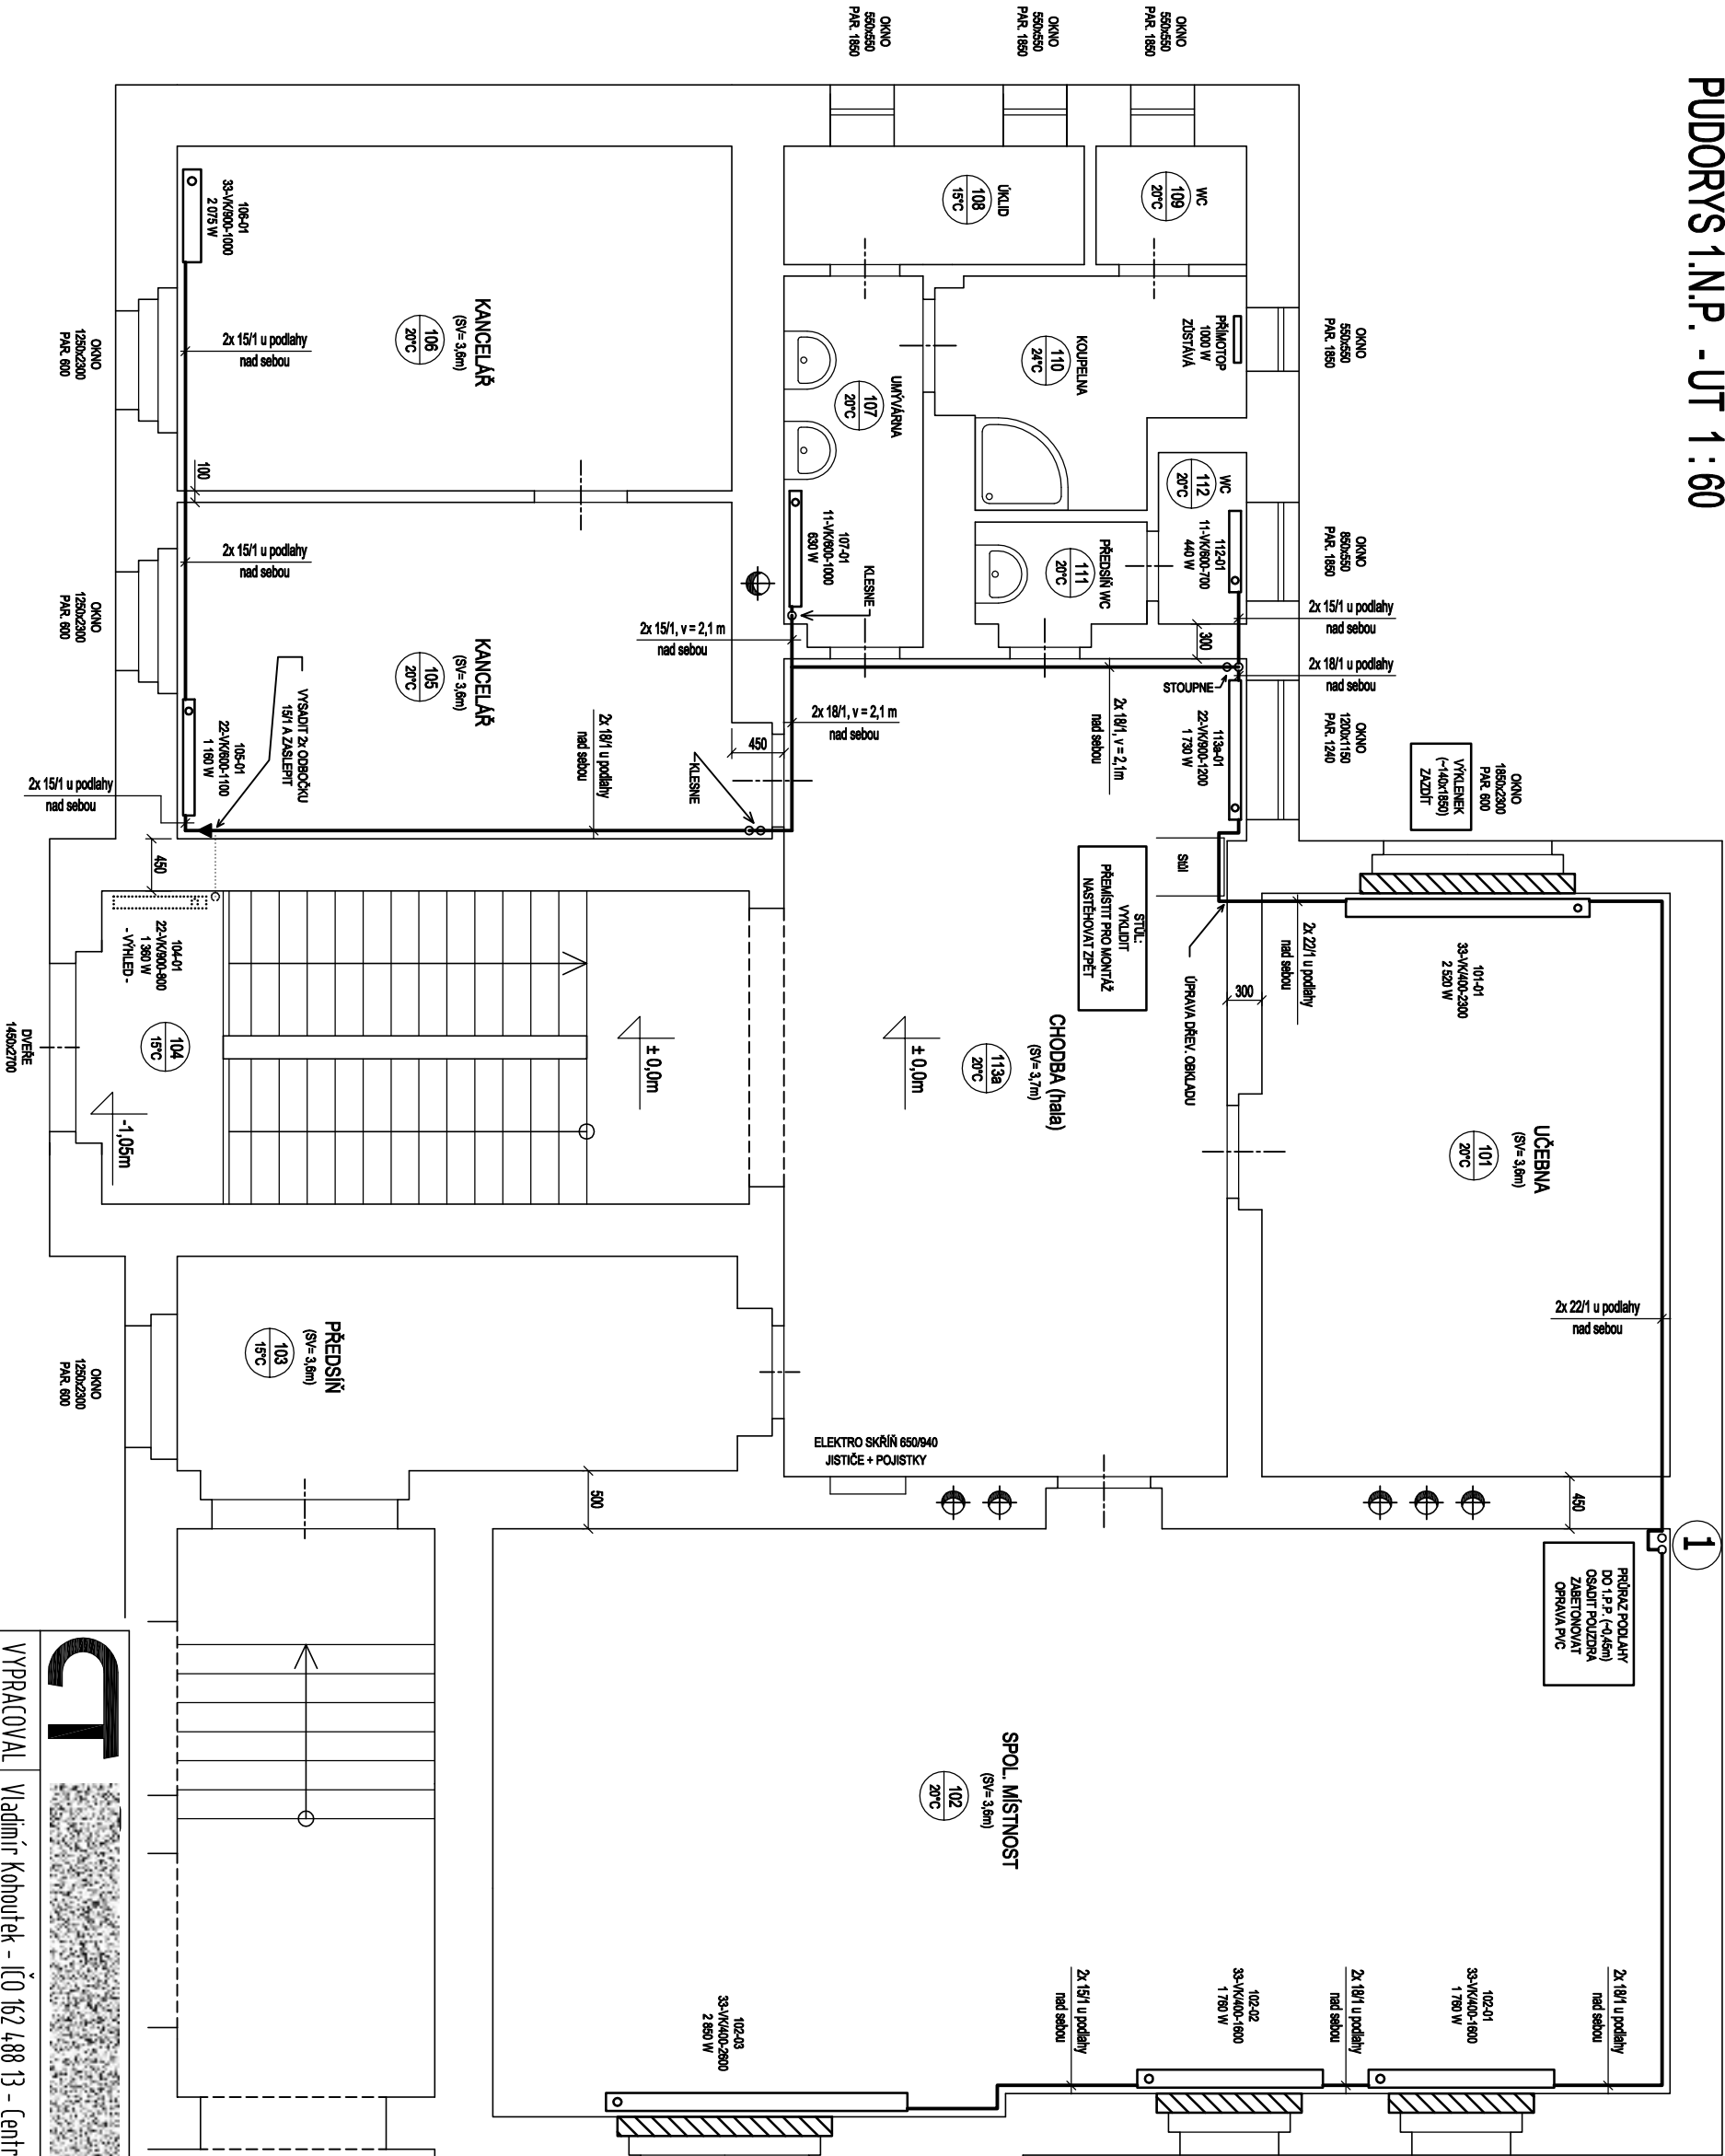 PUDORYS 1.N.P. - UT 1:60
OKNO
550x550
PAR. 1850
OKNO
550x550
PAR. 1850
OKNO
550x550
PAR. 1850
OKNO
550x550
PAR. 1850
OKNO
850x550
PAR. 1850
OKNO
1200x1150
PAR. 1240
OKNO
1850x2300
PAR. 600
VÝKLENEK
(~140x1850)
ZAZDÍT
WC
109
20°C
ÚKLID
108
15°C
PŘÍMOTOP
1000 W
ZŮSTÁVÁ
KOUPELNA
110
24°C
UMÝVÁRNA
107
20°C
WC
112
20°C
112-01
11-VK/600-700
440 W
PŘEDSÍŇ WC
111
20°C
107-01
11-VK/600-1000
630 W
KLESNE
2x 15/1 u podlahy
nad sebou
2x 18/1 u podlahy
nad sebou
300
STOUPNE
113a-01
22-VK/900-1200
1 730 W
2x 18/1, v = 2,1m
nad sebou
2x 15/1, v = 2,1 m
nad sebou
2x 18/1, v = 2,1 m
nad sebou
450
KLESNE
106-01
33-VK/900-1000
2 075 W
KANCELÁŘ
(SV= 3,6m)
106
20°C
2x 15/1 u podlahy
nad sebou
100
OKNO
1250x2300
PAR. 600
2x 15/1 u podlahy
nad sebou
KANCELÁŘ
(SV= 3,6m)
105
20°C
OKNO
1250x2300
PAR. 600
VYSADIT 2x ODBOČKU
15/1 A ZASLEPIT
105-01
22-VK/600-1100
1 160 W
2x 18/1 u podlahy
nad sebou
2x 15/1 u podlahy
nad sebou
450
104-01
22-VK/900-800
1 360 W
- VÝHLED -
104
15°C
DVEŘE
1450x2700
-1,05m
± 0,0m
± 0,0m
Stůl
STŮL:
VYKLIDIT
PŘEMÍSTIT PRO MONTÁŽ
NASTĚHOVAT ZPĚT
ÚPRAVA DŘEV. OBKLADU
CHODBA (hala)
(SV= 3,7m)
113a
20°C
300
2x 22/1 u podlahy
nad sebou
101-01
33-VK/400-2300
2 520 W
UČEBNA
(SV= 3,6m)
101
20°C
2x 22/1 u podlahy
nad sebou
450
1
PRŮRAZ PODLAHY
DO 1.P.P. (~0,45m)
OSADIT POUZDRA
ZABETONOVAT
OPRAVA PVC
PŘEDSÍŇ
(SV= 3,6m)
103
15°C
OKNO
1250x2300
PAR. 600
ELEKTRO SKŘÍŇ 650/940
JISTIČE + POJISTKY
500
SPOL. MÍSTNOST
(SV= 3,6m)
102
20°C
2x 18/1 u podlahy
nad sebou
102-01
33-VK/400-1600
1 760 W
2x 18/1 u podlahy
nad sebou
102-02
33-VK/400-1600
1 760 W
2x 15/1 u podlahy
nad sebou
102-03
33-VK/400-2600
2 850 W
VYPRACOVAL
Vladimír Kohoutek - IČO 162 488 13 - Centr